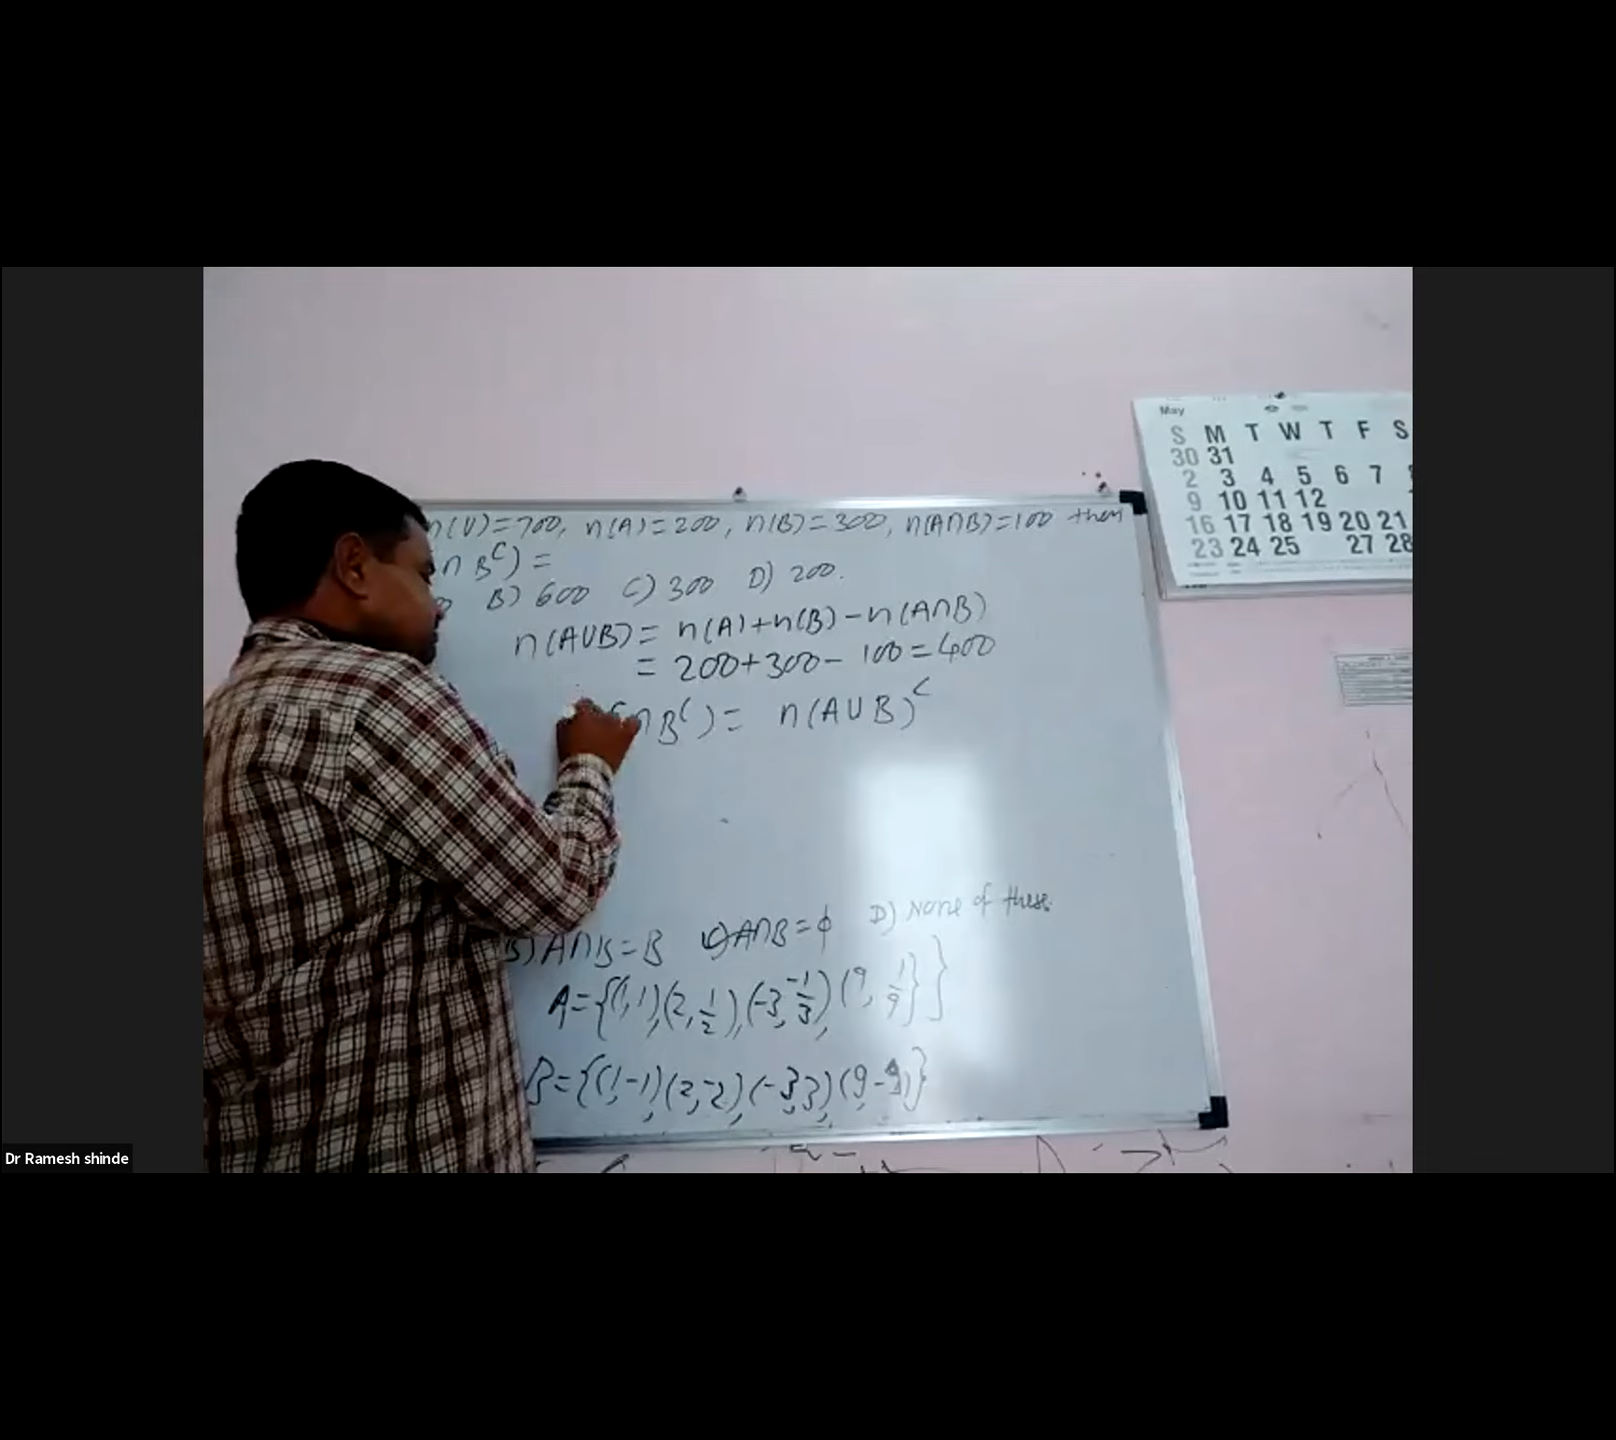 n(U)=700, n(A)=200, n(B)=300, n(A∩B)=100 then
∩ B^C) =
B) 600 C) 300 D) 200.
n(A∪B) = n(A)+n(B)-n(A∩B)
= 200+300-100=400
∩B^C) = n(A∪B)^C
B) A∩B=B C) A∩B=ϕ D) None of these.
A={(1,1),(2,1/2),(-3,-1/3),(9,1/9)}}
B={(1,-1),(2,-2),(-3,3),(9,-9)}
May
S M T W T F S
30 31
2 3 4 5 6 7
9 10 11 12
16 17 18 19 20 21
23 24 25 27 28
Dr Ramesh shinde